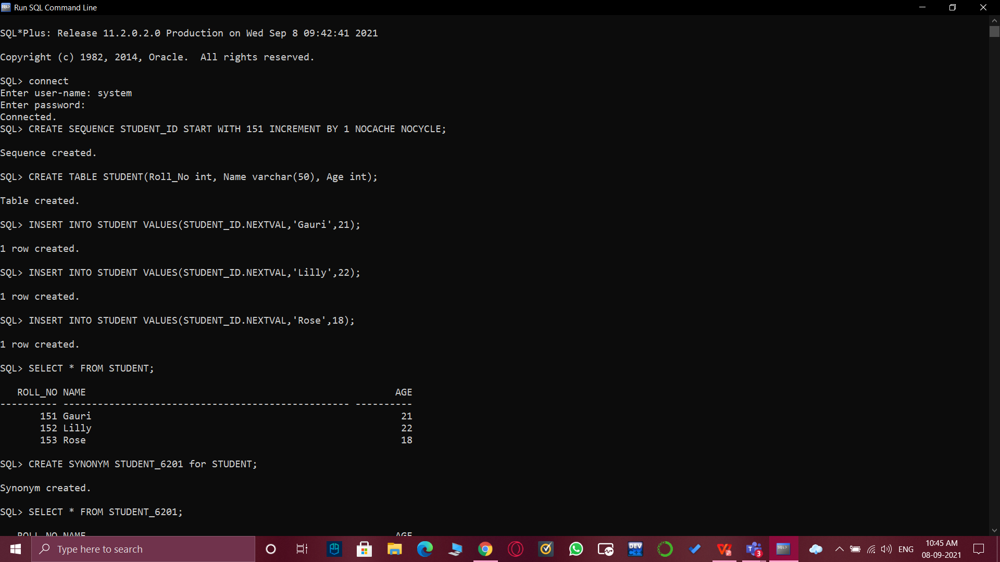 Run SQL Command Line
SQL*Plus: Release 11.2.0.2.0 Production on Wed Sep 8 09:42:41 2021
Copyright (c) 1982, 2014, Oracle.  All rights reserved.
SQL> connect
Enter user-name: system
Enter password:
Connected.
SQL> CREATE SEQUENCE STUDENT_ID START WITH 151 INCREMENT BY 1 NOCACHE NOCYCLE;
Sequence created.
SQL> CREATE TABLE STUDENT(Roll_No int, Name varchar(50), Age int);
Table created.
SQL> INSERT INTO STUDENT VALUES(STUDENT_ID.NEXTVAL,'Gauri',21);
1 row created.
SQL> INSERT INTO STUDENT VALUES(STUDENT_ID.NEXTVAL,'Lilly',22);
1 row created.
SQL> INSERT INTO STUDENT VALUES(STUDENT_ID.NEXTVAL,'Rose',18);
1 row created.
SQL> SELECT * FROM STUDENT;
ROLL_NO NAME AGE
---------- -------------------------------------------------- ----------
151 Gauri 21
152 Lilly 22
153 Rose 18
SQL> CREATE SYNONYM STUDENT_6201 for STUDENT;
Synonym created.
SQL> SELECT * FROM STUDENT_6201;
ROLL_NO NAME AGE
Type here to search
DEV
C++
3
SQL>
ENG
10:45 AM
08-09-2021